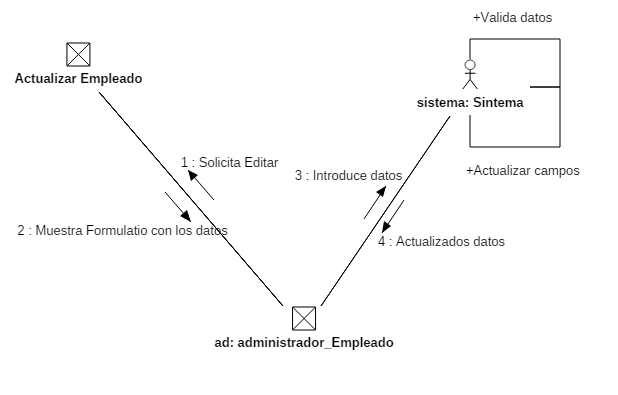 +Valida datos
Actualizar Empleado
sistema: Sintema
1 : Solicita Editar
3 : Introduce datos
+Actualizar campos
2 : Muestra Formulatio con los datos
4 : Actualizados datos
ad: administrador_Empleado